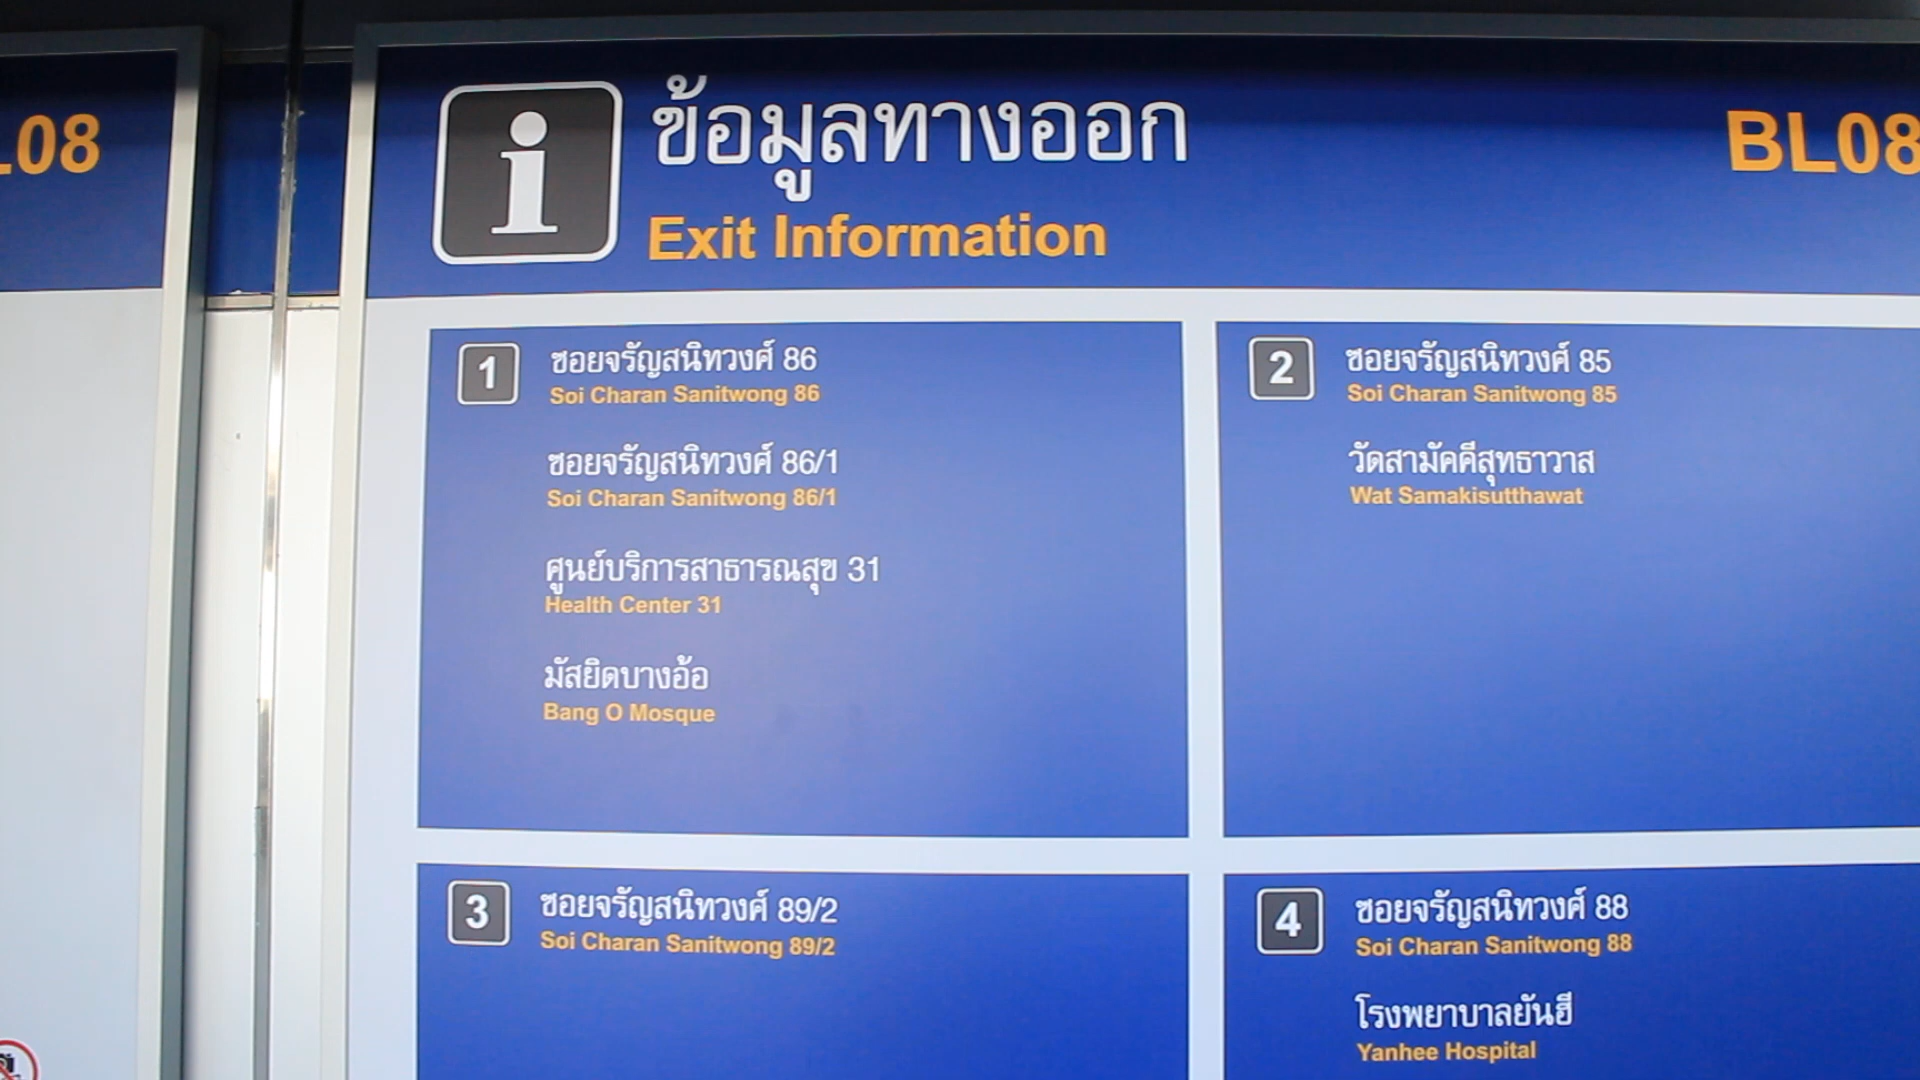 .08
i
ข้อมูลทางออก
Exit Information
BL08
1
ซอยจรัญสนิทวงศ์ 86
Soi Charan Sanitwong 86
ซอยจรัญสนิทวงศ์ 86/1
Soi Charan Sanitwong 86/1
ศูนย์บริการสาธารณสุข 31
Health Center 31
มัสยิดบางอ้อ
Bang O Mosque
2
ซอยจรัญสนิทวงศ์ 85
Soi Charan Sanitwong 85
วัดสามัคคีสุทธาวาส
Wat Samakisutthawat
3
ซอยจรัญสนิทวงศ์ 89/2
Soi Charan Sanitwong 89/2
4
ซอยจรัญสนิทวงศ์ 88
Soi Charan Sanitwong 88
โรงพยาบาลยันฮี
Yanhee Hospital